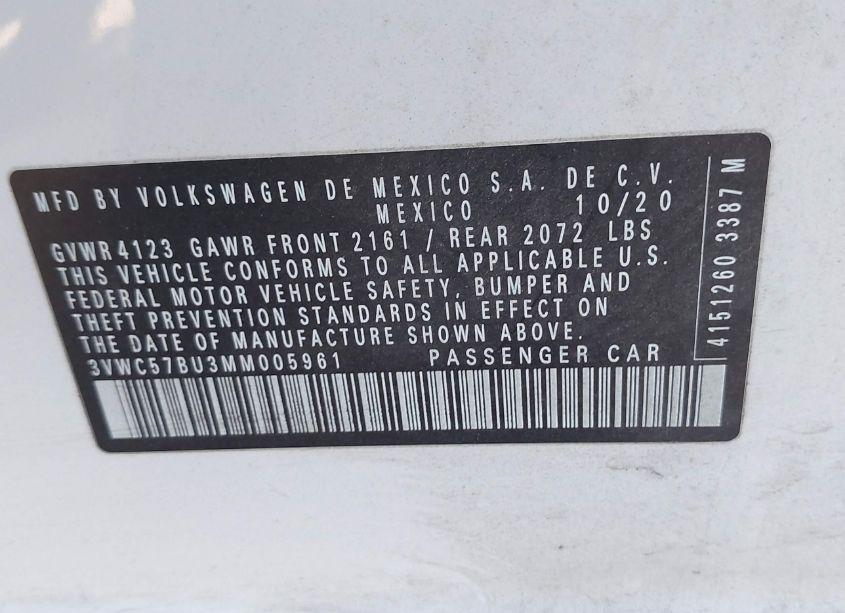 MFD BY VOLKSWAGEN DE MEXICO S.A. DE C.V.
MEXICO 10/20
GVWR 4123 GAWR FRONT 2161 / REAR 2072 LBS
THIS VEHICLE CONFORMS TO ALL APPLICABLE U.S.
FEDERAL MOTOR VEHICLE SAFETY, BUMPER AND
THEFT PREVENTION STANDARDS IN EFFECT ON
THE DATE OF MANUFACTURE SHOWN ABOVE.
3VWC57BU3MM005961 PASSENGER CAR
4151260 3387 M